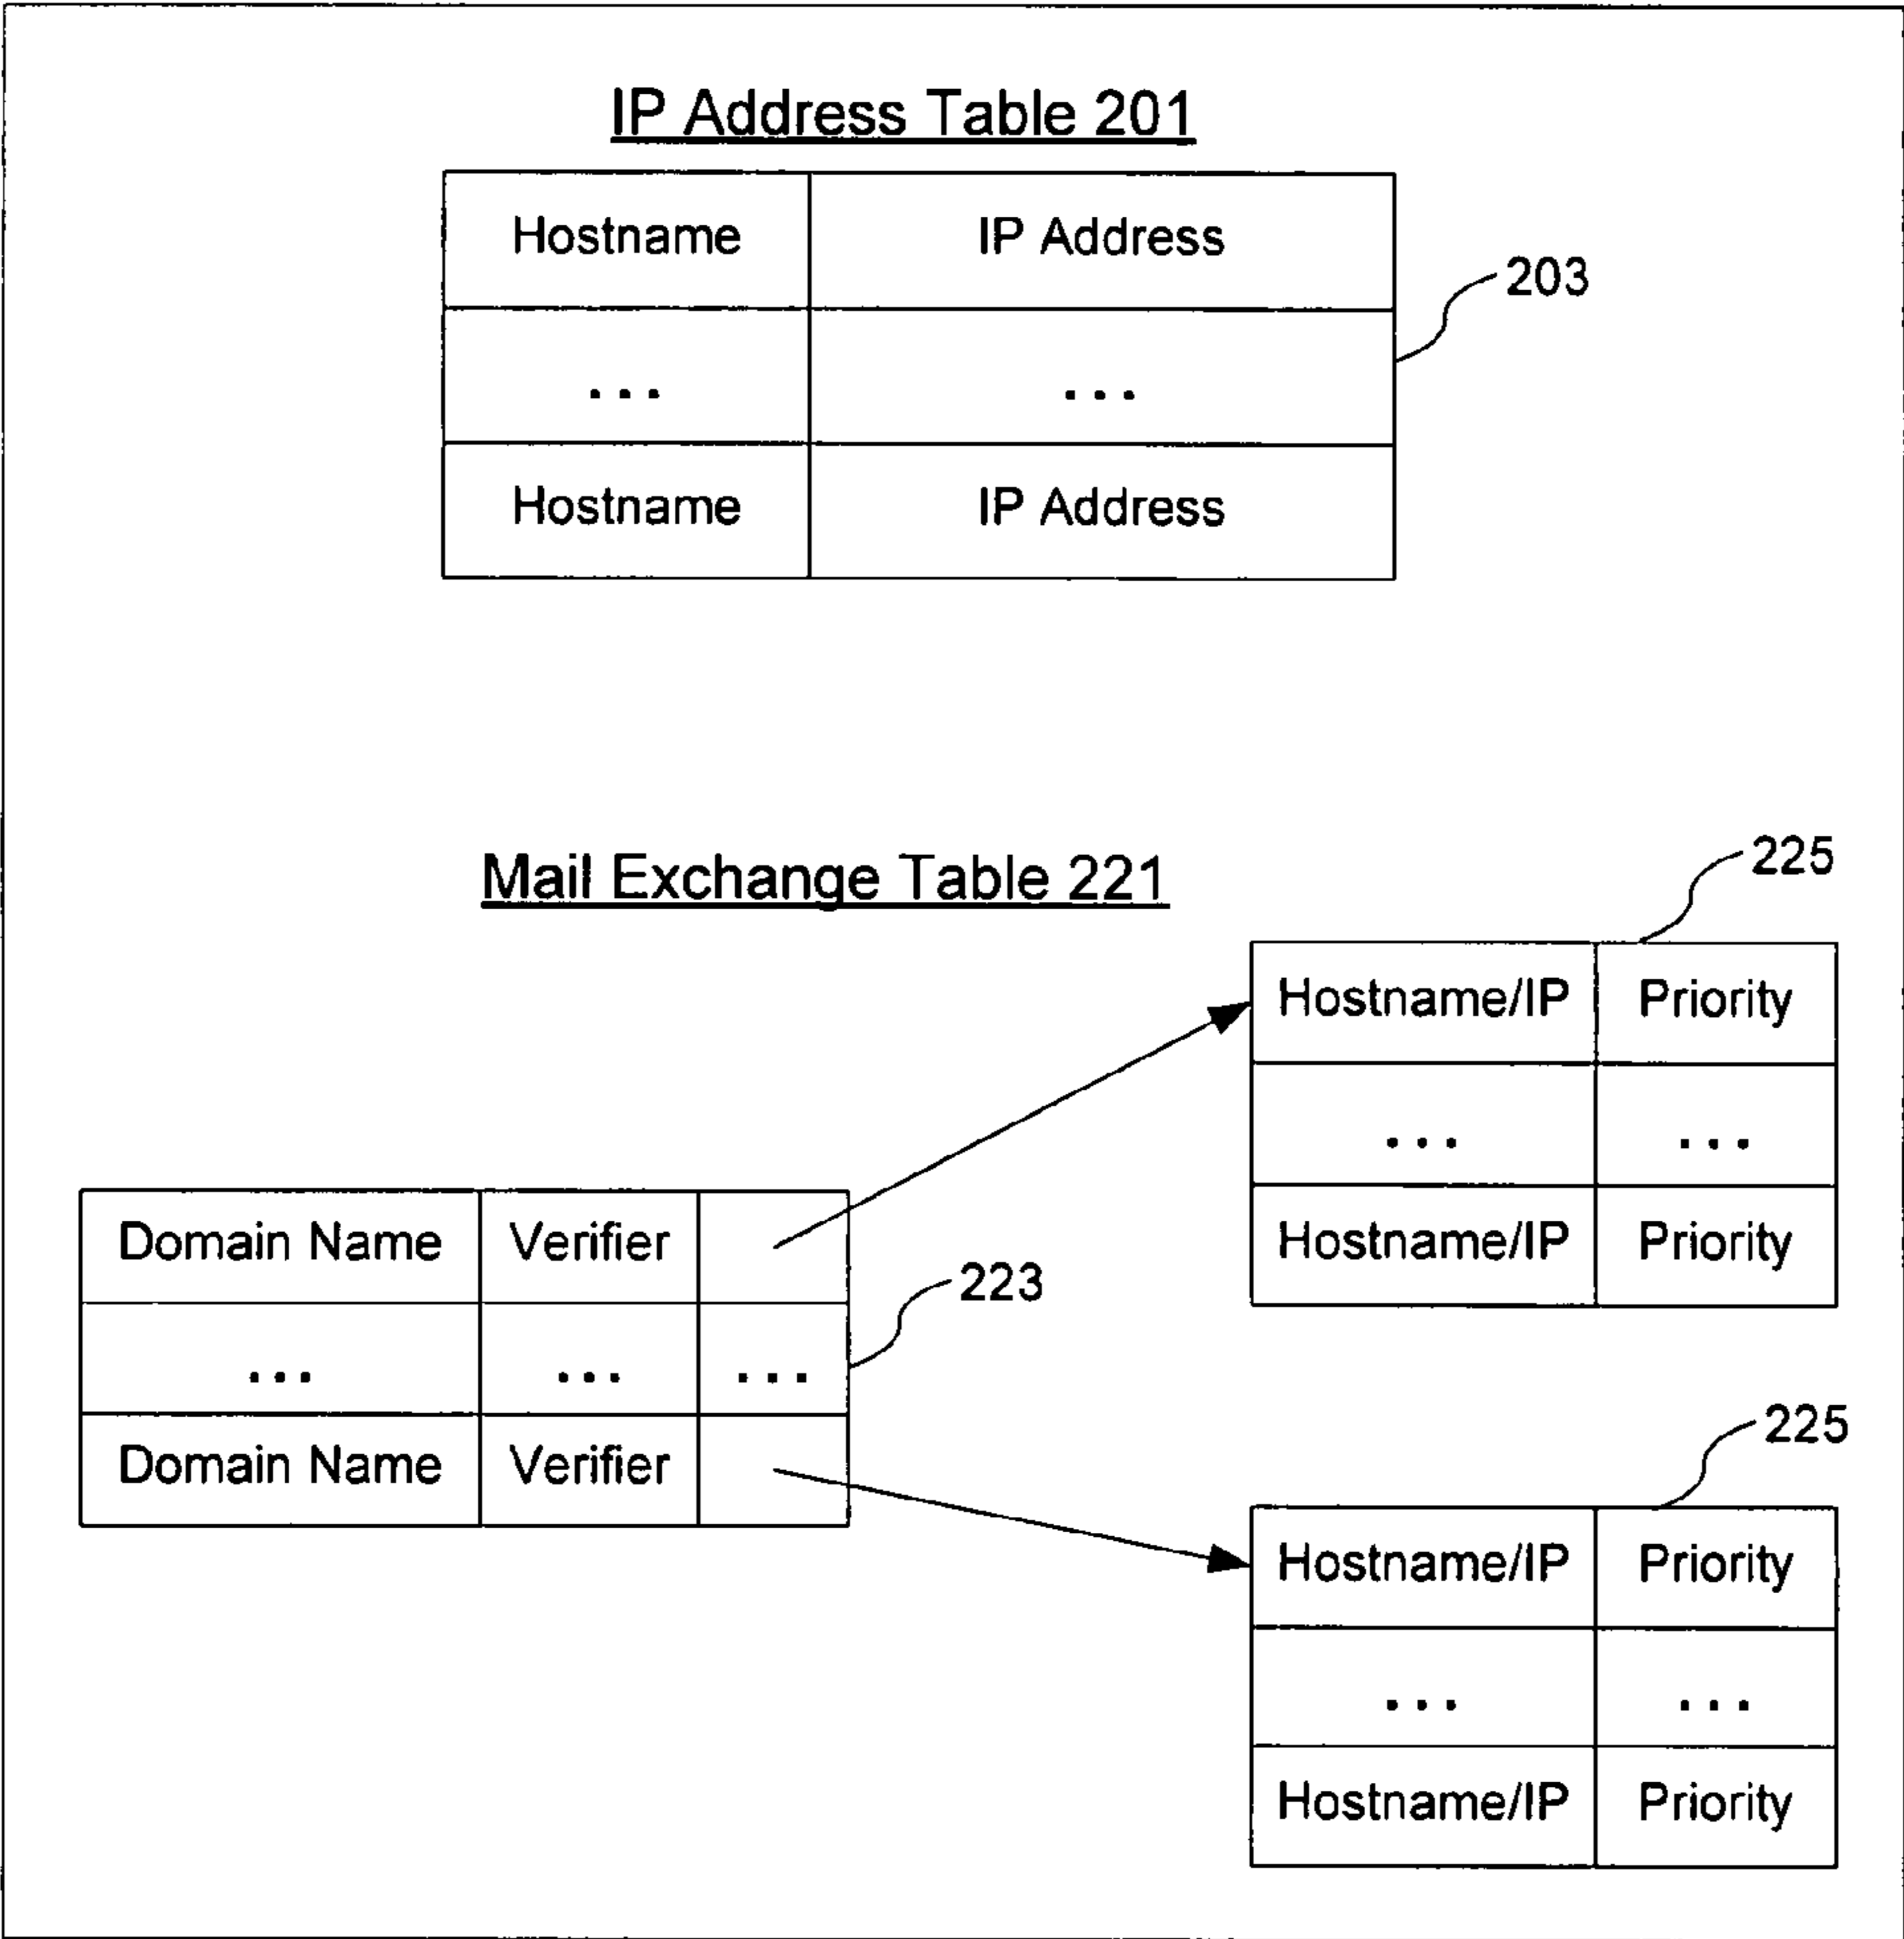 IP Address Table 201
Hostname IP Address
203
... ...
Hostname IP Address
Mail Exchange Table 221
225
Hostname/IP Priority
... ...
Hostname/IP Priority
Domain Name Verifier
223
... ... ...
Domain Name Verifier
225
Hostname/IP Priority
... ...
Hostname/IP Priority